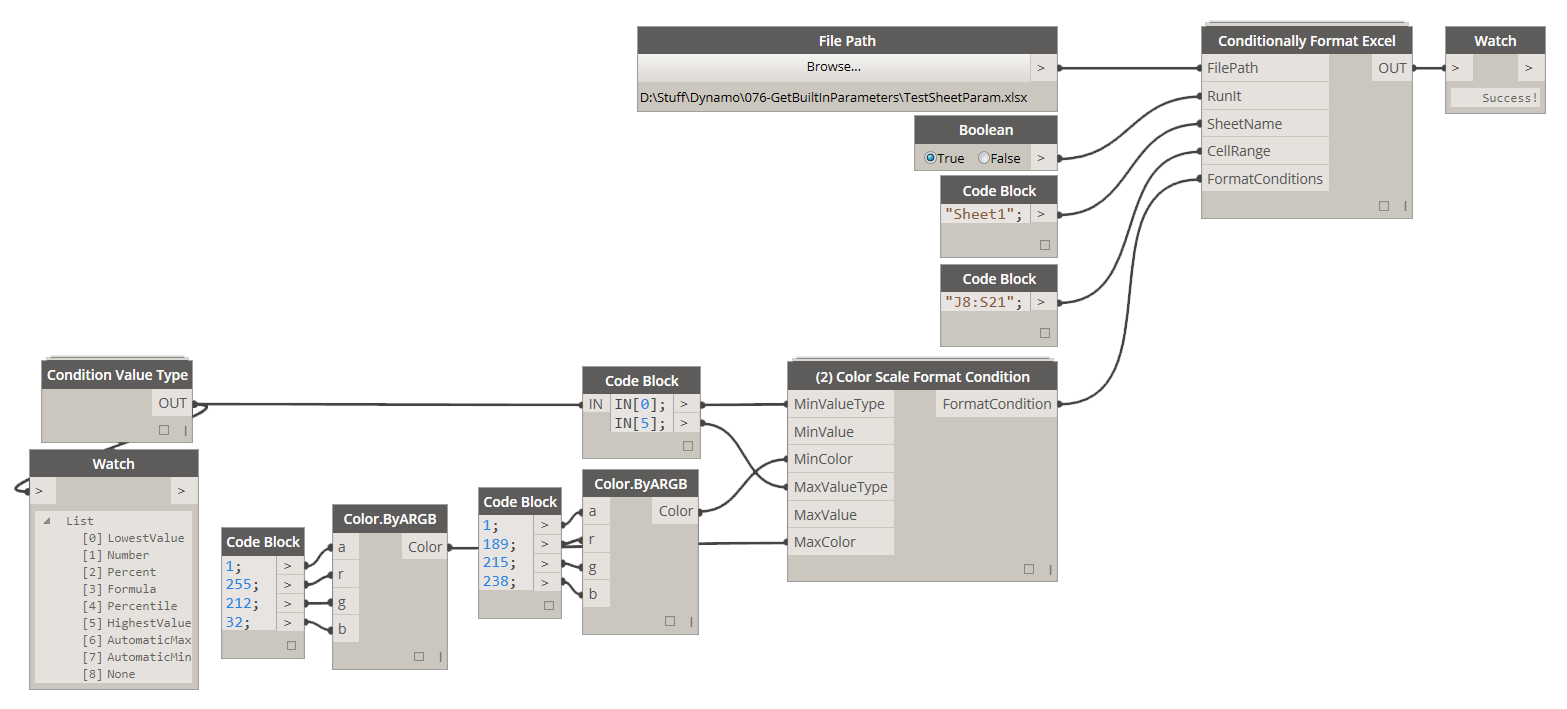 File Path
Browse...
>
D:\Stuff\Dynamo\076-GetBuiltInParameters\TestSheetParam.xlsx
Boolean
True False >
Code Block
"Sheet1"; >
Code Block
"J8:S21"; >
Conditionally Format Excel
FilePath OUT
RunIt
SheetName
CellRange
FormatConditions
Watch
> >
Success!
Condition Value Type
OUT
Watch
> >
List
[0] LowestValue
[1] Number
[2] Percent
[3] Formula
[4] Percentile
[5] HighestValue
[6] AutomaticMax
[7] AutomaticMin
[8] None
Code Block
1; >
255; >
212; >
32; >
Color.ByARGB
a Color
r
g
b
Code Block
1; >
189; >
215; >
238; >
Color.ByARGB
a Color
r
g
b
Code Block
IN IN[0]; >
IN[5]; >
(2) Color Scale Format Condition
MinValueType FormatCondition
MinValue
MinColor
MaxValueType
MaxValue
MaxColor